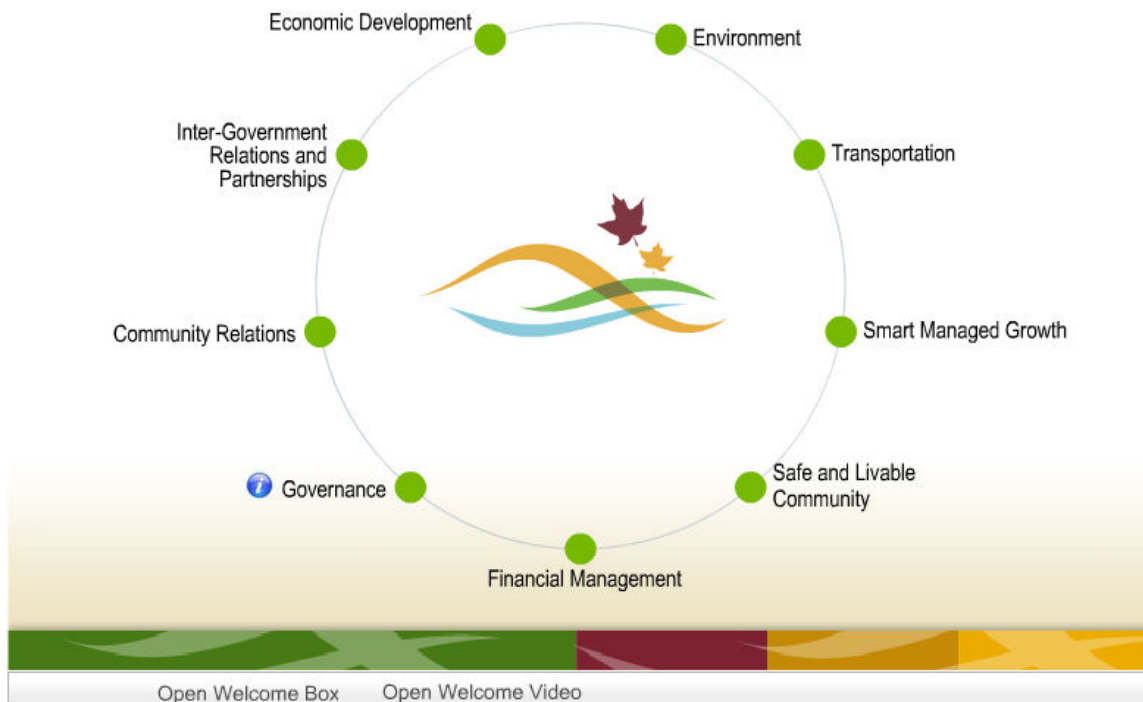 Economic Development
Environment
Inter-Government
Relations and
Partnerships
Transportation
Community Relations
Smart Managed Growth
Governance
Safe and Livable
Community
Financial Management
Open Welcome Box
Open Welcome Video